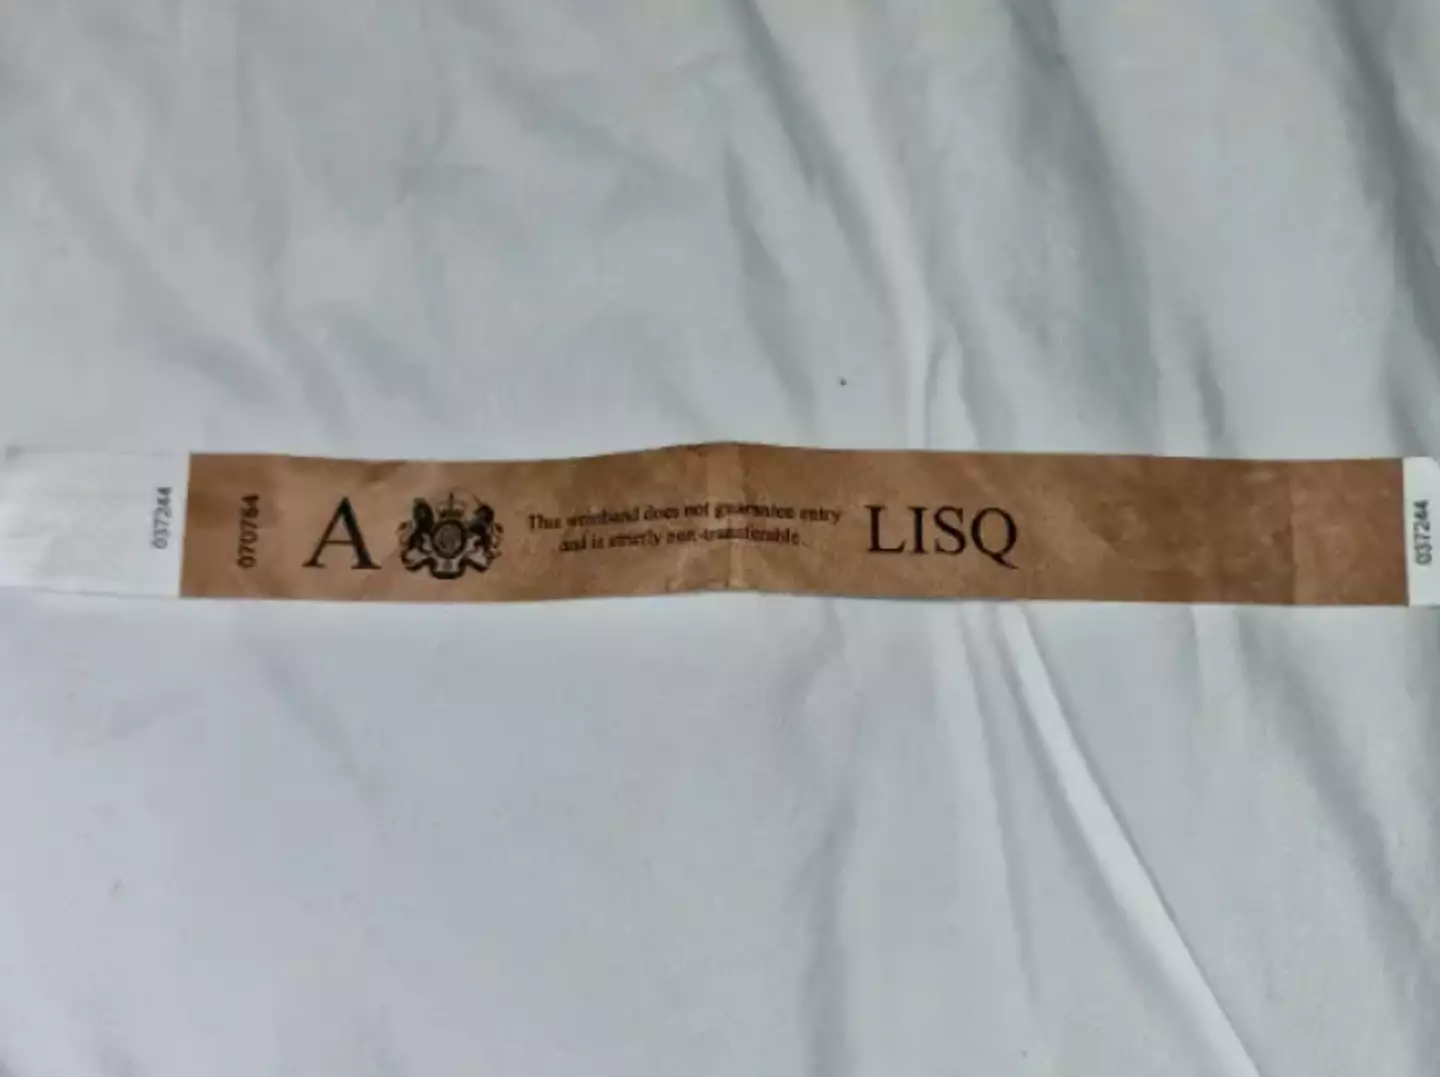 037244
070764
A
This wristband does not guarantee entry
and is strictly non-transferable.
LISQ
037244